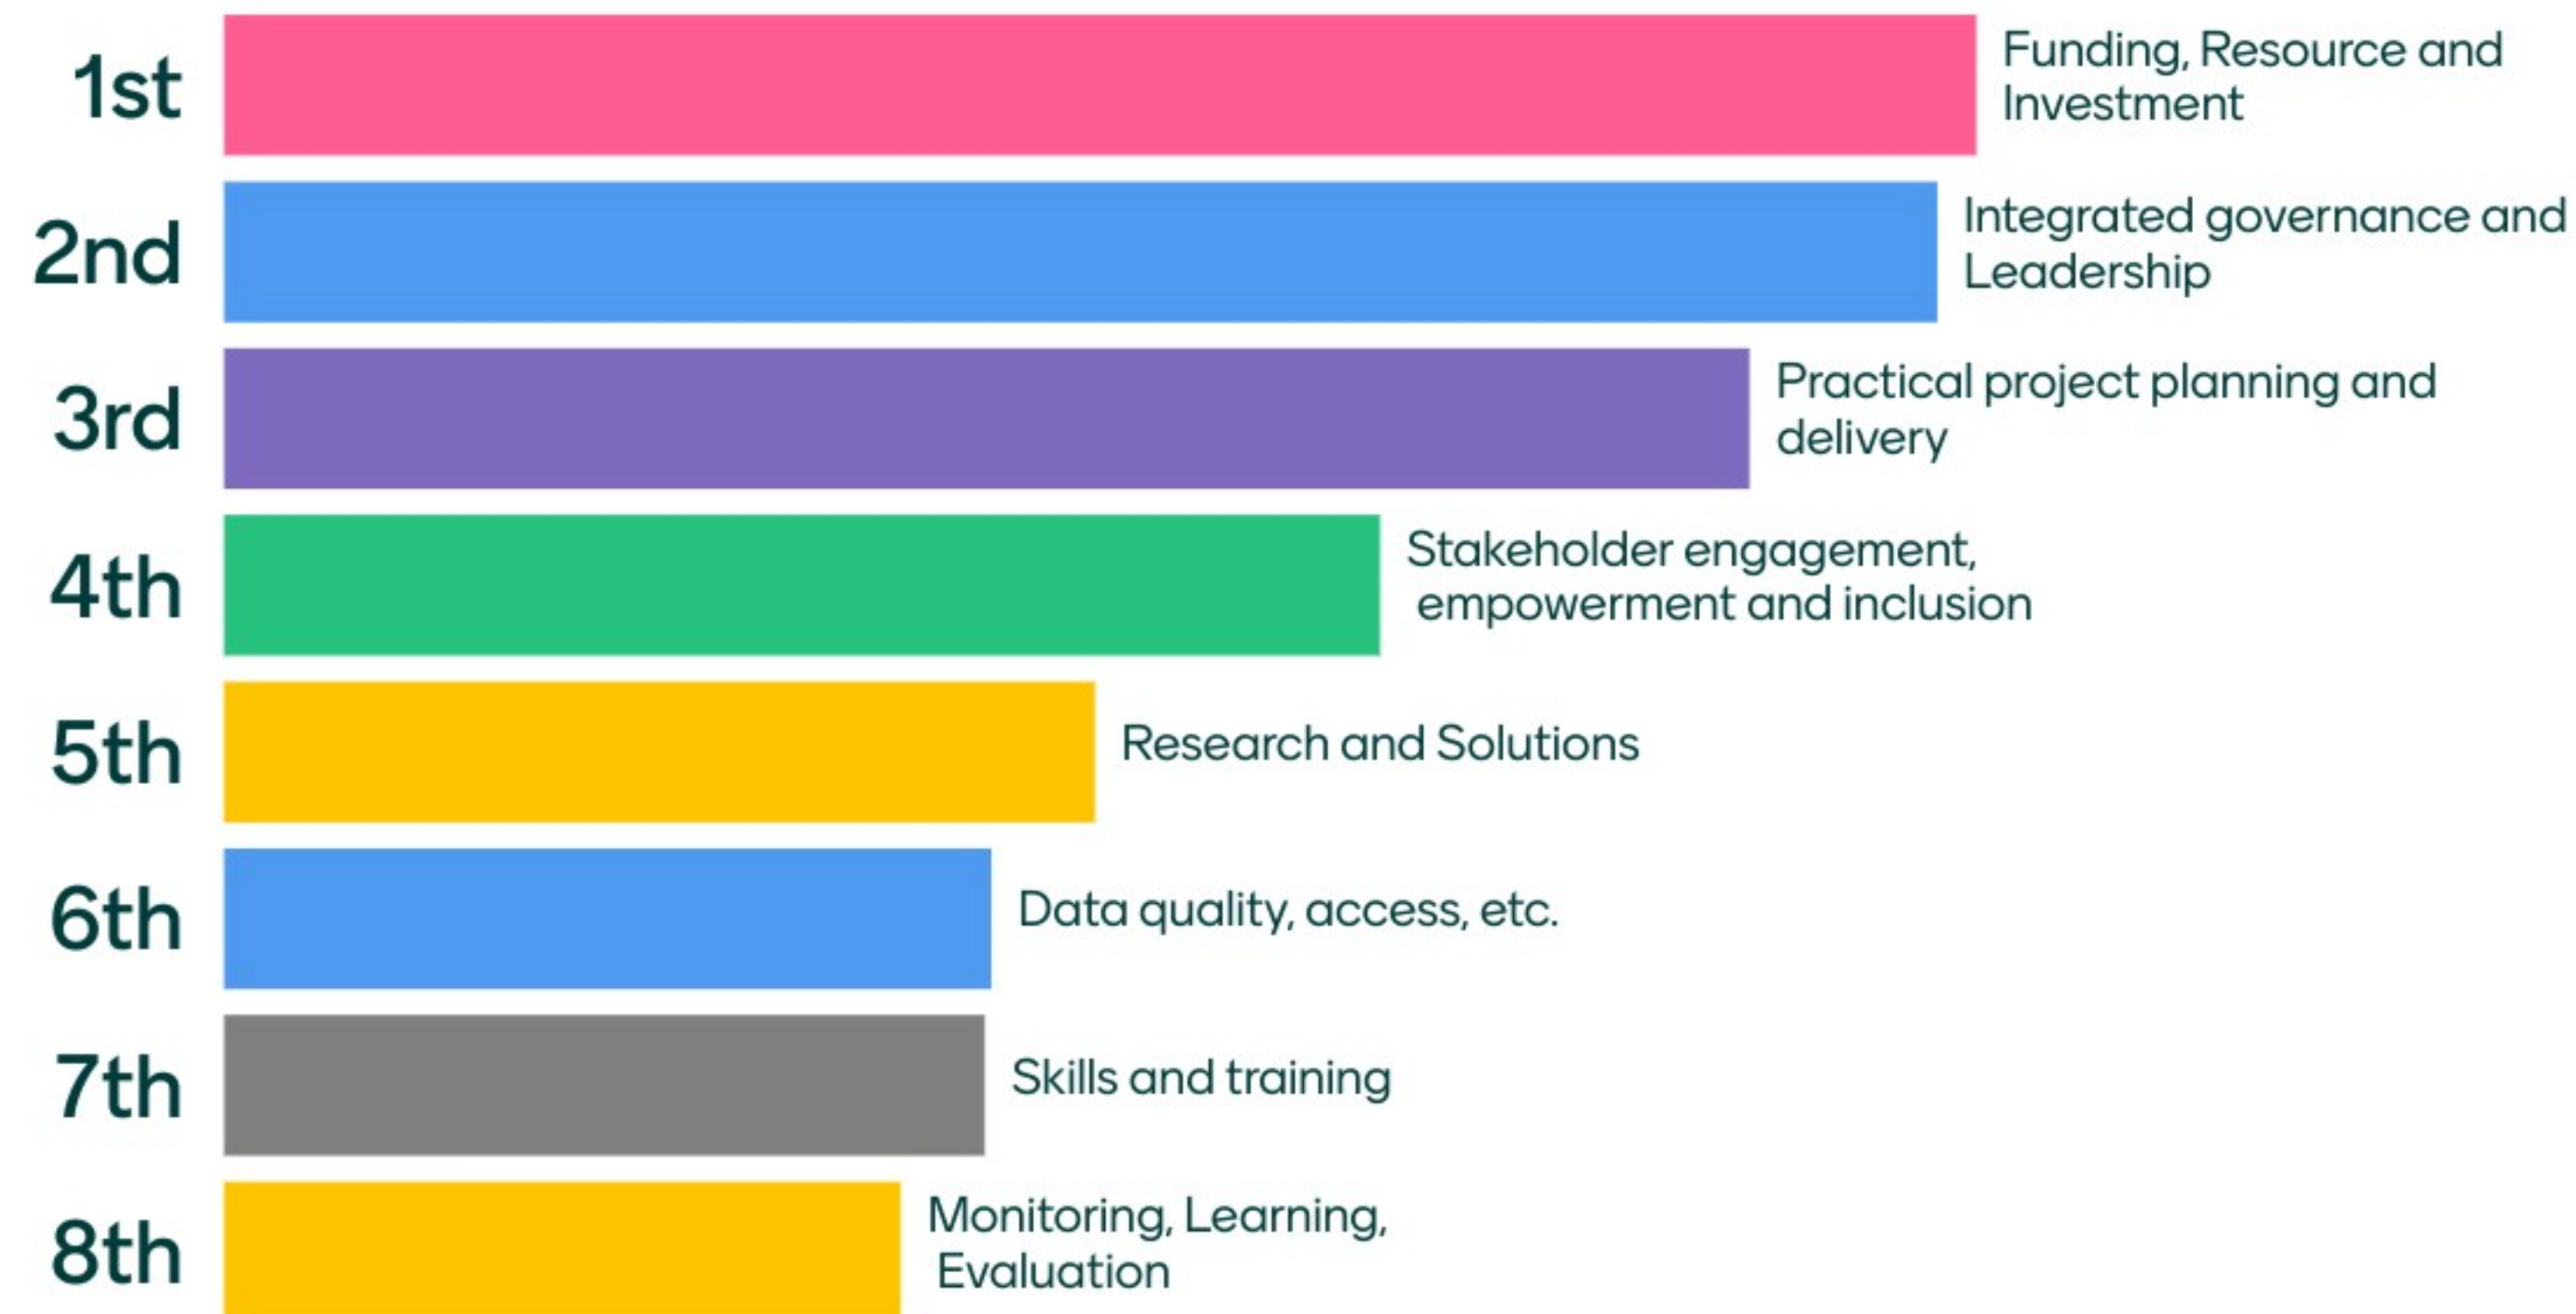 1st
Funding, Resource and
Investment
2nd
Integrated governance and
Leadership
3rd
Practical project planning and
delivery
4th
Stakeholder engagement,
empowerment and inclusion
5th
Research and Solutions
6th
Data quality, access, etc.
7th
Skills and training
8th
Monitoring, Learning,
Evaluation